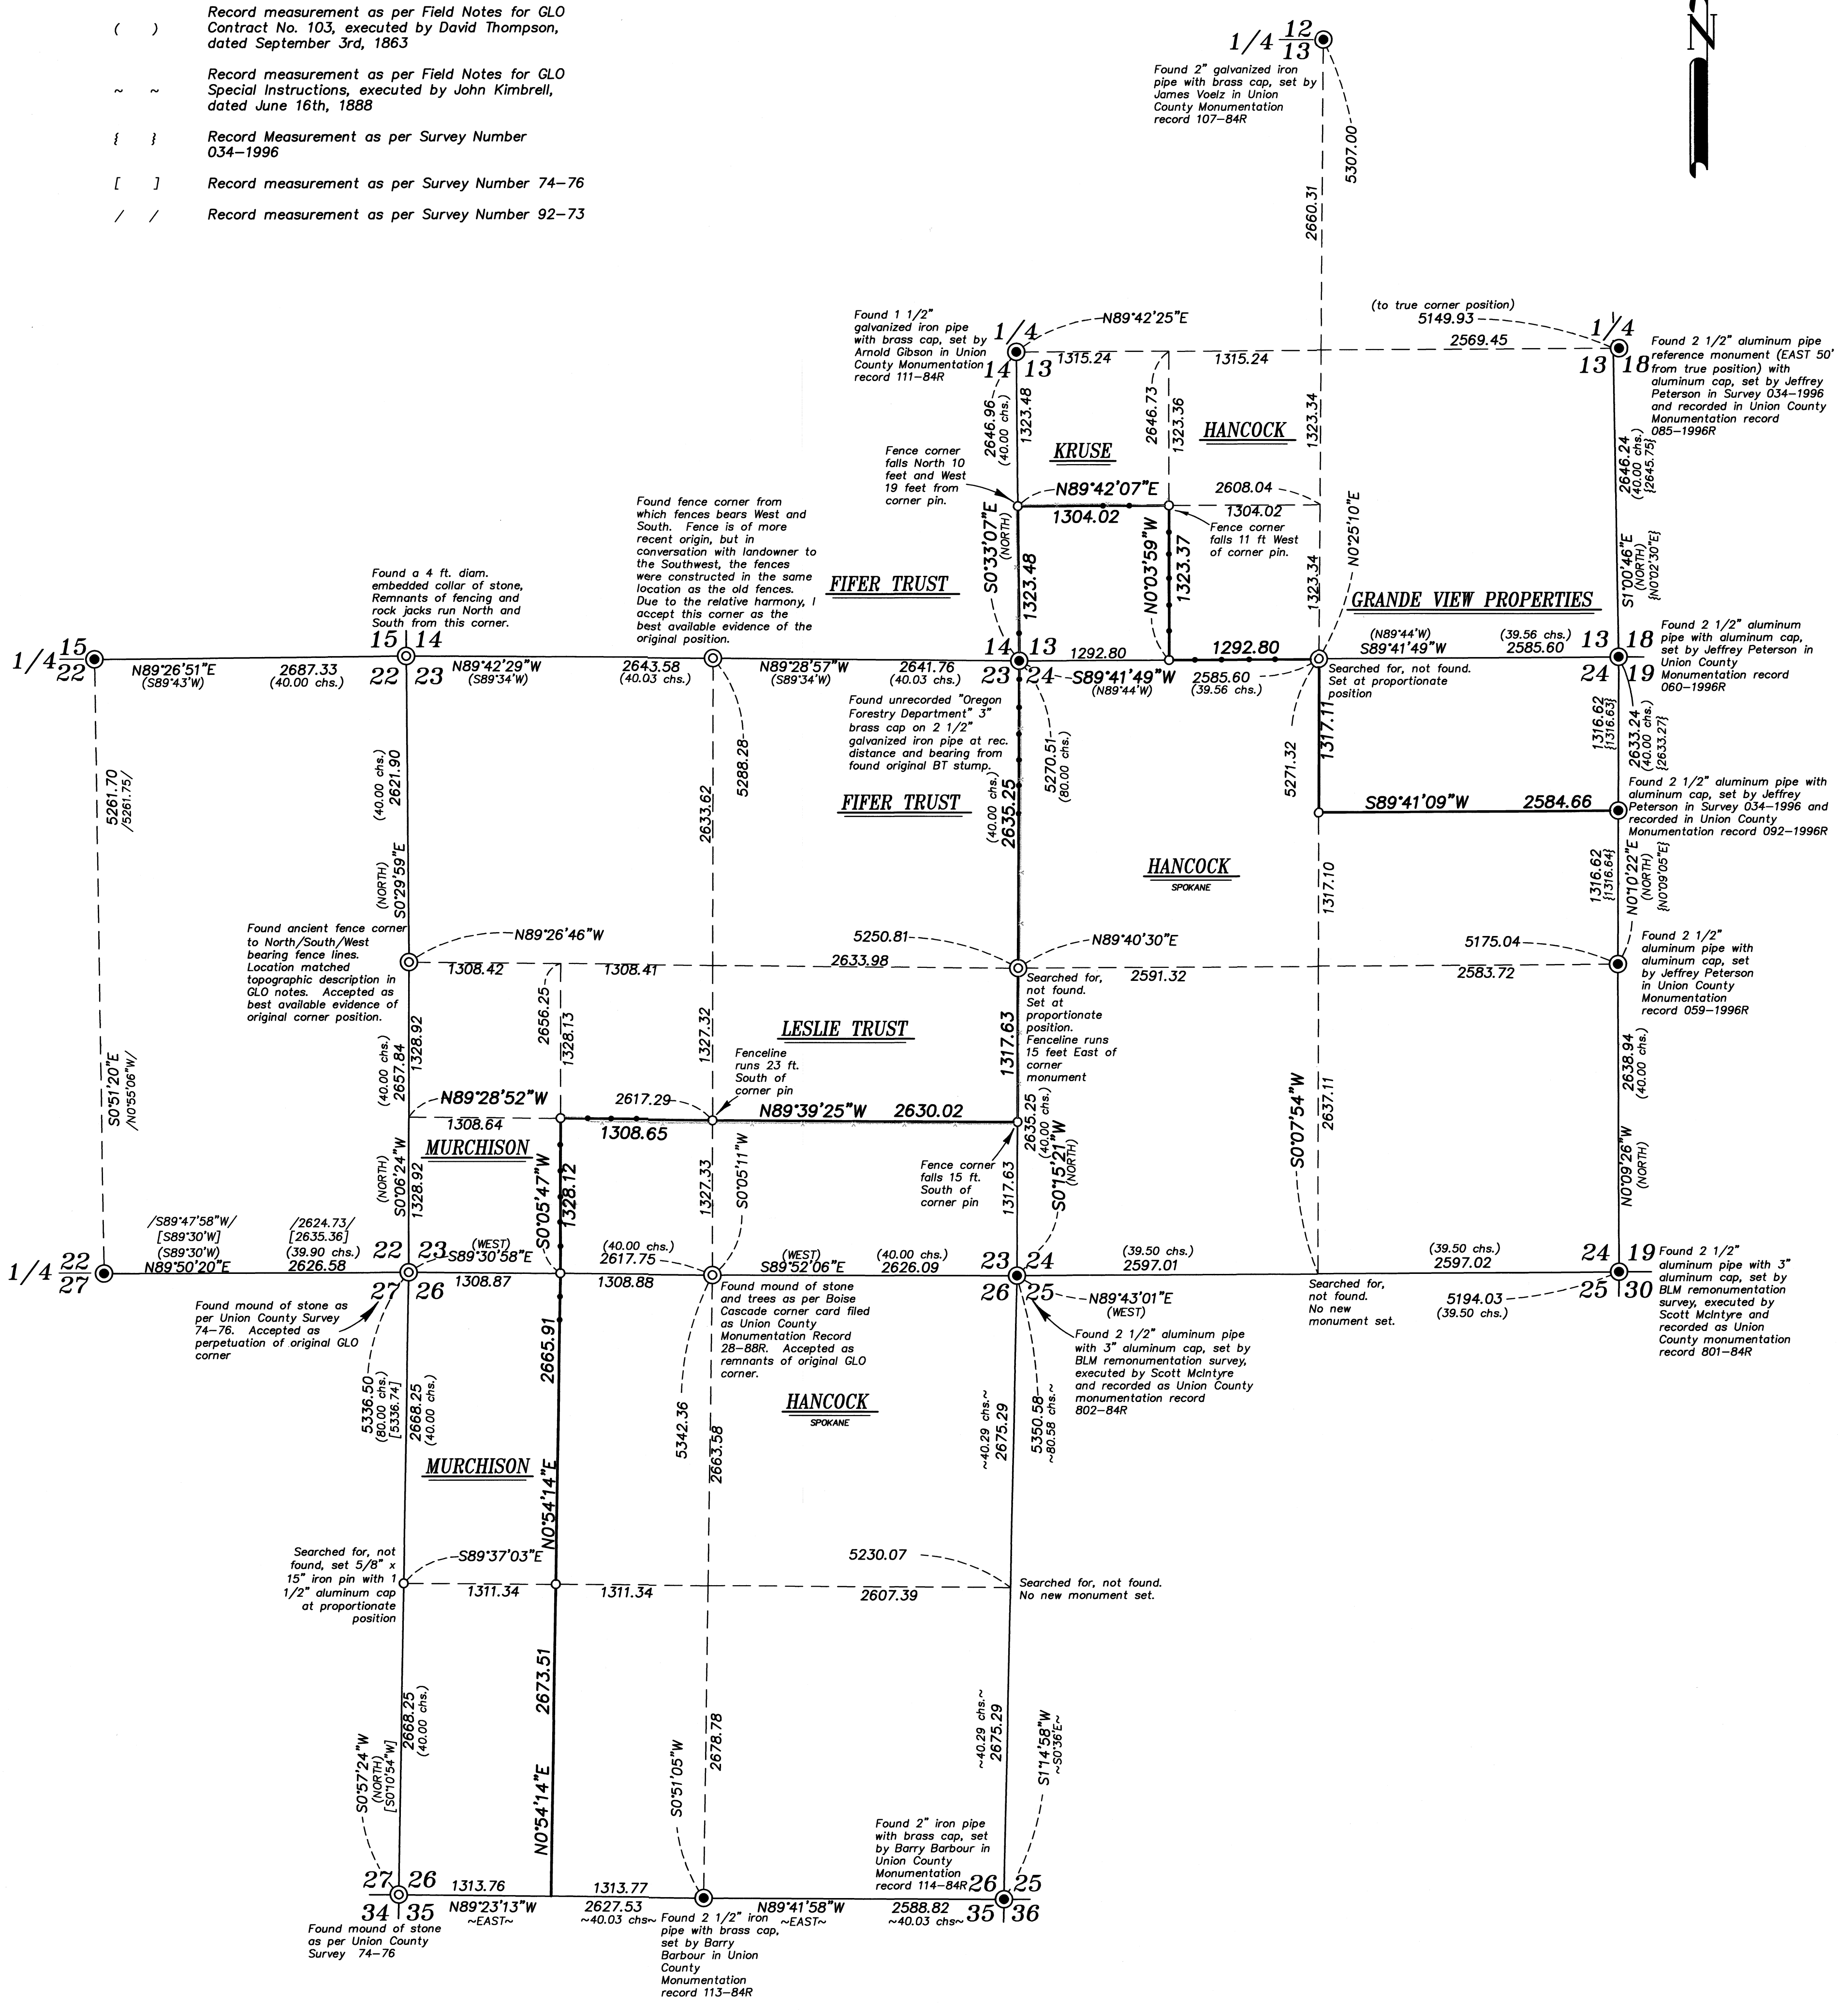 ( ) Record measurement as per Field Notes for GLO
Contract No. 103, executed by David Thompson,
dated September 3rd, 1863
~ ~ Record measurement as per Field Notes for GLO
Special Instructions, executed by John Kimbrell,
dated June 16th, 1888
{ } Record Measurement as per Survey Number
034-1996
[ ] Record measurement as per Survey Number 74-76
/ / Record measurement as per Survey Number 92-73
N
1/4 12
13
Found 2" galvanized iron
pipe with brass cap, set by
James Voelz in Union
County Monumentation
record 107-84R
5307.00
2660.31
Found 1 1/2"
galvanized iron pipe
with brass cap, set by
Arnold Gibson in Union
County Monumentation
record 111-84R
1/4
14 13
N89°42'25"E
1315.24
1315.24
(to true corner position)
5149.93
2569.45
1/4
13 18
Found 2 1/2" aluminum pipe
reference monument (EAST 50'
from true position) with
aluminum cap, set by Jeffrey
Peterson in Survey 034-1996
and recorded in Union County
Monumentation record
085-1996R
2646.96
(40.00 chs.)
1323.48
2646.73
1323.36
1323.34
HANCOCK
KRUSE
2646.24
(40.00 chs.)
{2645.75}
Fence corner
falls North 10
feet and West
19 feet from
corner pin.
N89°42'07"E
1304.02
2608.04
1304.02
Fence corner
falls 11 ft West
of corner pin.
N0°25'10"E
S0°33'07"E
(NORTH)
1323.48
N0°03'59"W
1323.37
1323.34
S1°00'46"E
(NORTH)
{N0°02'30"E}
Found fence corner from
which fences bears West and
South. Fence is of more
recent origin, but in
conversation with landowner to
the Southwest, the fences
were constructed in the same
location as the old fences.
Due to the relative harmony, I
accept this corner as the
best available evidence of the
original position.
FIFER TRUST
GRANDE VIEW PROPERTIES
Found a 4 ft. diam.
embedded collar of stone,
Remnants of fencing and
rock jacks run North and
South from this corner.
1/4 15
22
N89°26'51"E
(S89°43'W)
2687.33
(40.00 chs.)
15 14
22 23
N89°42'29"W
(S89°34'W)
2643.58
(40.03 chs.)
N89°28'57"W
(S89°34'W)
2641.76
(40.03 chs.)
14 13
23 24
1292.80
S89°41'49"W
(N89°44'W)
1292.80
2585.60
(39.56 chs.)
(N89°44'W)
S89°41'49"W
(39.56 chs.)
2585.60
13 18
24 19
Found 2 1/2" aluminum
pipe with aluminum cap,
set by Jeffrey Peterson in
Union County
Monumentation record
060-1996R
Searched for, not found.
Set at proportionate
position
Found unrecorded "Oregon
Forestry Department" 3"
brass cap on 2 1/2"
galvanized iron pipe at rec.
distance and bearing from
found original BT stump.
5261.70
/5261.75/
(40.00 chs.)
2621.90
5288.28
2633.62
(40.00 chs.)
2635.25
5270.51
(80.00 chs.)
5271.32
1317.11
1316.62
{1316.63}
2633.24
(40.00 chs.)
{2633.27}
FIFER TRUST
S89°41'09"W
2584.66
Found 2 1/2" aluminum pipe with
aluminum cap, set by Jeffrey
Peterson in Survey 034-1996 and
recorded in Union County
Monumentation record 092-1996R
HANCOCK
SPOKANE
(NORTH)
S0°29'59"E
1317.10
1316.62
{1316.64}
N0°10'22"E
(NORTH)
{N0°09'05"E}
Found ancient fence corner
to North/South/West
bearing fence lines.
Location matched
topographic description in
GLO notes. Accepted as
best available evidence of
original corner position.
N89°26'46"W
1308.42
1308.41
5250.81
2633.98
N89°40'30"E
2591.32
5175.04
2583.72
Found 2 1/2"
aluminum pipe with
aluminum cap, set
by Jeffrey Peterson
in Union County
Monumentation
record 059-1996R
Searched for,
not found.
Set at
proportionate
position.
Fenceline runs
15 feet East of
corner
monument
LESLIE TRUST
S0°51'20"E
/N0°55'06"W/
(40.00 chs.)
2657.84
1328.92
2656.25
1328.13
1327.32
Fenceline
runs 23 ft.
South of
corner pin
1317.63
2638.94
(40.00 chs.)
N89°28'52"W
1308.64
2617.29
1308.65
N89°39'25"W
2630.02
2635.25
(40.00 chs.)
S0°15'21"W
(NORTH)
S0°07'54"W
2637.11
MURCHISON
(NORTH)
S0°06'24"W
1328.92
S0°05'47"W
1328.12
1327.33
S0°05'11"W
Fence corner
falls 15 ft.
South of
corner pin
1317.63
N0°09'26"W
(NORTH)
1/4 22
27
/S89°47'58"W/
[S89°30'W]
(S89°30'W)
N89°50'20"E
/2624.73/
[2635.36]
(39.90 chs.)
2626.58
22 23
27 26
(WEST)
S89°30'58"E
1308.87
(40.00 chs.)
2617.75
1308.88
(WEST)
S89°52'06"E
(40.00 chs.)
2626.09
23 24
26 25
N89°43'01"E
(WEST)
(39.50 chs.)
2597.01
(39.50 chs.)
2597.02
5194.03
(39.50 chs.)
24 19
25 30
Found 2 1/2"
aluminum pipe with 3"
aluminum cap, set by
BLM remonumentation
survey, executed by
Scott McIntyre and
recorded as Union
County monumentation
record 801-84R
Searched for,
not found.
No new
monument set.
Found mound of stone as
per Union County Survey
74-76. Accepted as
perpetuation of original GLO
corner
Found mound of stone
and trees as per Boise
Cascade corner card filed
as Union County
Monumentation Record
28-88R. Accepted as
remnants of original GLO
corner.
Found 2 1/2" aluminum pipe
with 3" aluminum cap, set by
BLM remonumentation survey,
executed by Scott McIntyre
and recorded as Union County
monumentation record
802-84R
5336.50
(80.00 chs.)
[5336.74]
2668.25
(40.00 chs.)
2665.91
5342.36
2663.58
HANCOCK
SPOKANE
~40.29 chs.~
2675.29
5350.58
~80.58 chs.~
MURCHISON
N0°54'14"E
Searched for, not
found, set 5/8" x
15" iron pin with 1
1/2" aluminum cap
at proportionate
position
S89°37'03"E
1311.34
1311.34
5230.07
2607.39
Searched for, not found.
No new monument set.
2668.25
(40.00 chs.)
2673.51
2678.78
~40.29 chs.~
2675.29
S0°57'24"W
(NORTH)
[S0°10'54"W]
N0°54'14"E
S0°51'05"W
S1°14'58"W
~S0°36'E~
Found 2" iron pipe
with brass cap, set
by Barry Barbour in
Union County
Monumentation
record 114-84R
27 26
34 35
1313.76
N89°23'13"W
~EAST~
1313.77
2627.53
~40.03 chs~
N89°41'58"W
~EAST~
2588.82
~40.03 chs~
26 25
35 36
Found mound of stone
as per Union County
Survey 74-76
Found 2 1/2" iron
pipe with brass cap,
set by Barry
Barbour in Union
County
Monumentation
record 113-84R